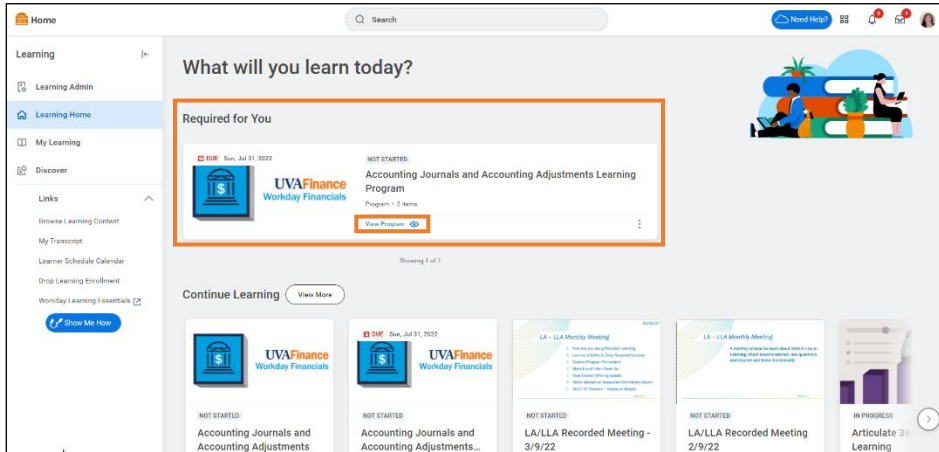 Home
Search
Need Help?
Learning
Learning Admin
Learning Home
My Learning
Discover
Links
Browse Learning Content
My Transcript
Learner Schedule Calendar
Drop Learning Enrollment
Workday Learning Essentials
Show Me How
What will you learn today?
Required for You
DUE Sun, Jul 31, 2022
UVAFinance
Workday Financials
NOT STARTED
Accounting Journals and Accounting Adjustments Learning
Program
Program • 2 items
View Program
Showing 1 of 1
Continue Learning
View More
UVAFinance
Workday Financials
NOT STARTED
Accounting Journals and
Accounting Adjustments
DUE Sun, Jul 31, 2022
UVAFinance
Workday Financials
NOT STARTED
Accounting Journals and
Accounting Adjustments...
LA – LLA Monthly Meeting
NOT STARTED
LA/LLA Recorded Meeting -
3/9/22
LA – LLA Monthly Meeting
NOT STARTED
LA/LLA Recorded Meeting
2/9/22
IN PROGRESS
Articulate
Learning